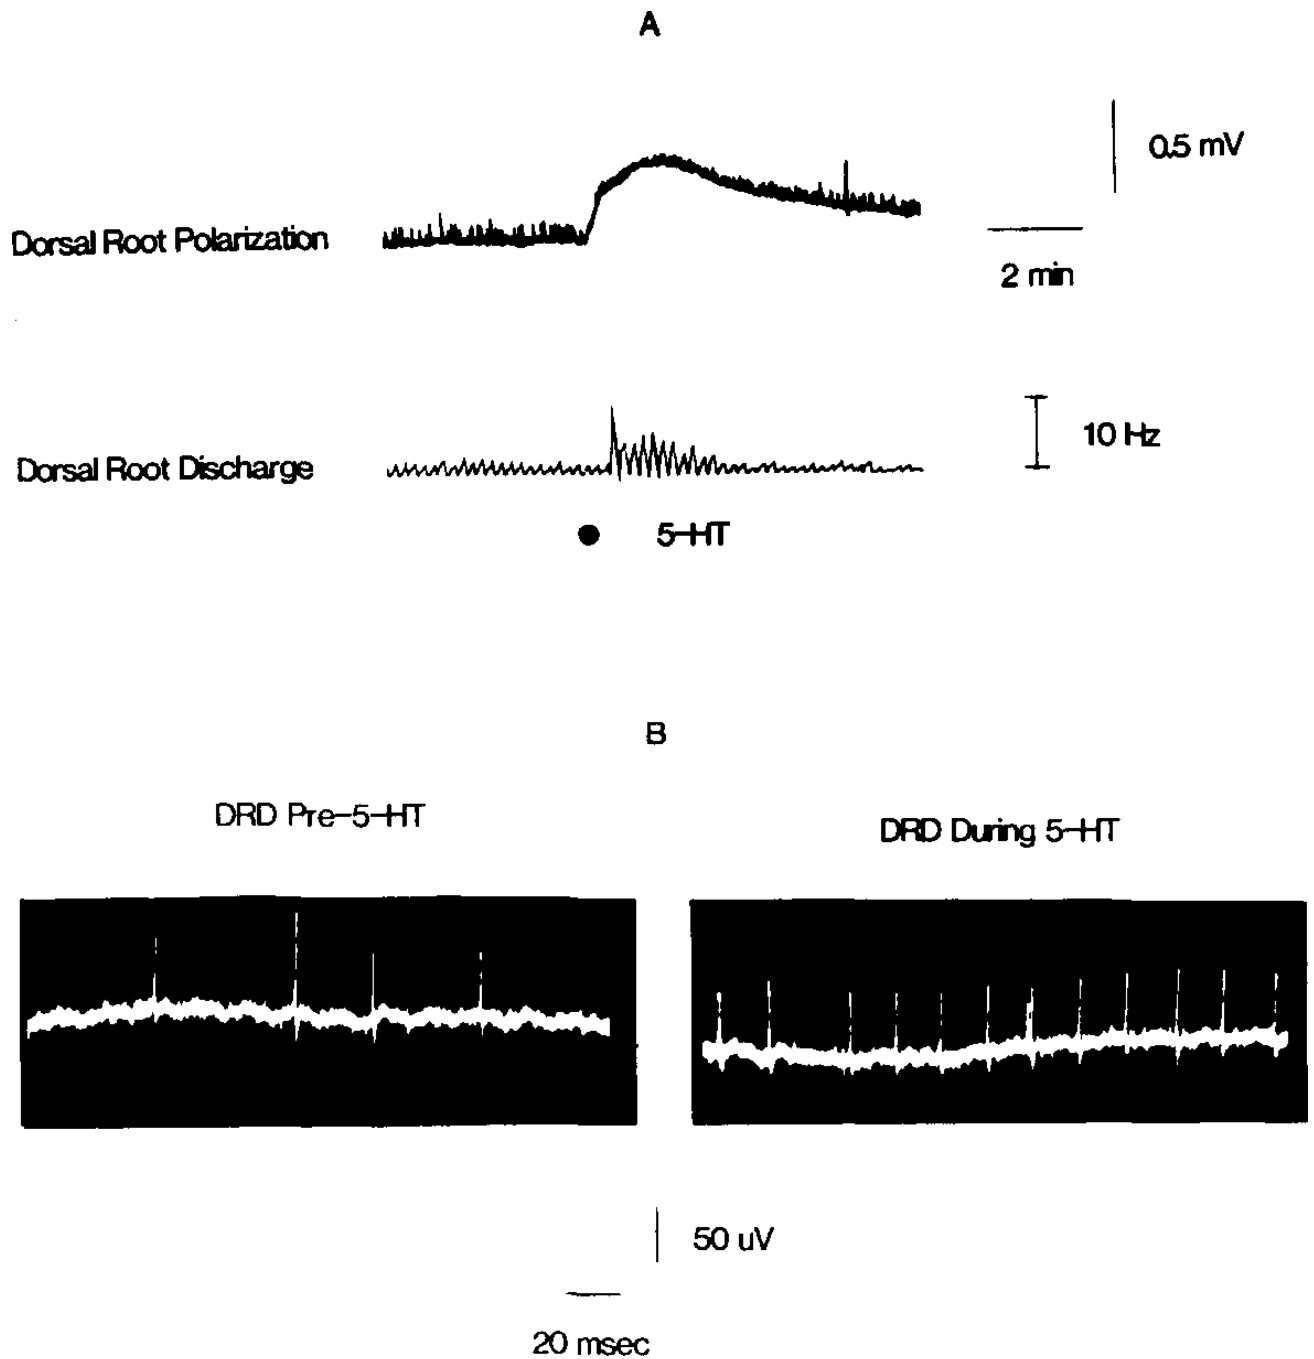 A
0.5 mV
Dorsal Root Polarization
2 min
10 Hz
Dorsal Root Discharge
5-HT
B
DRD Pre-5-HT
DRD During 5-HT
50 uV
20 msec